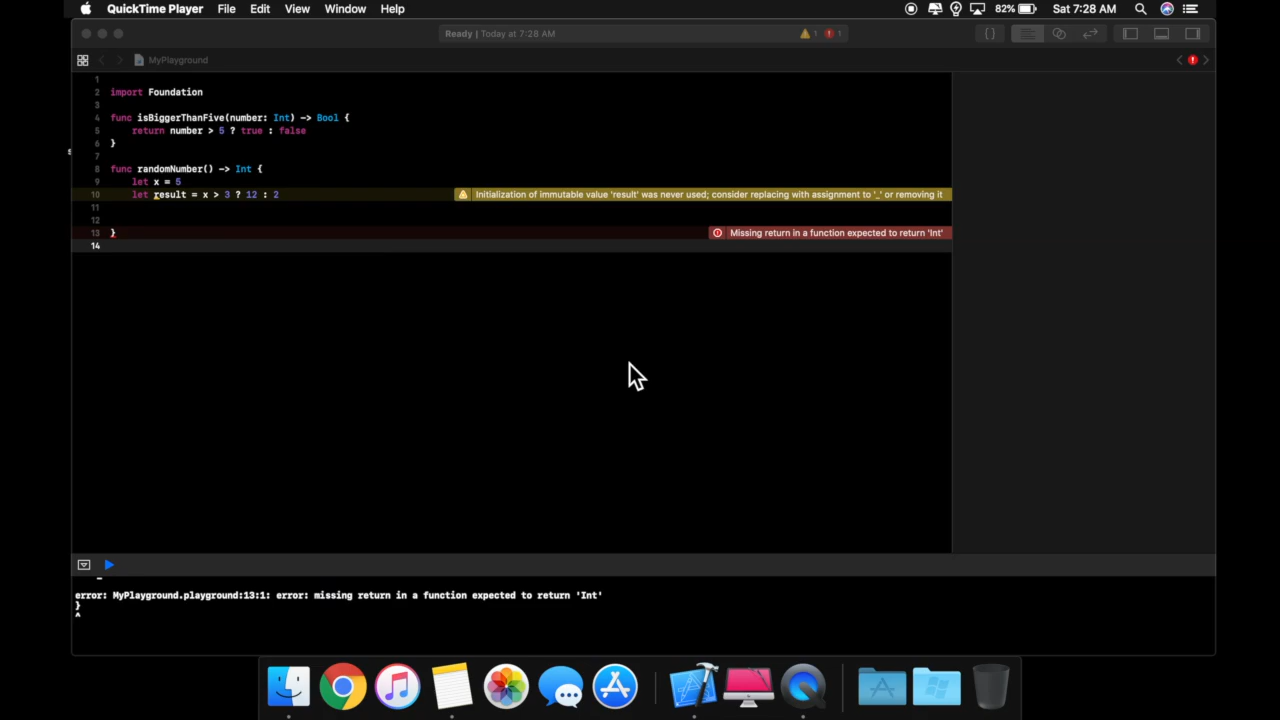 QuickTime Player File Edit View Window Help 82% Sat 7:28 AM
Ready | Today at 7:28 AM 1 1
MyPlayground
1
2 import Foundation
3
4 func isBiggerThanFive(number: Int) -> Bool {
5 return number > 5 ? true : false
6 }
7
8 func randomNumber() -> Int {
9 let x = 5
10 let result = x > 3 ? 12 : 2 Initialization of immutable value 'result' was never used; consider replacing with assignment to '_' or removing it
11
12
13 } Missing return in a function expected to return 'Int'
14
error: MyPlayground.playground:13:1: error: missing return in a function expected to return 'Int'
}
^